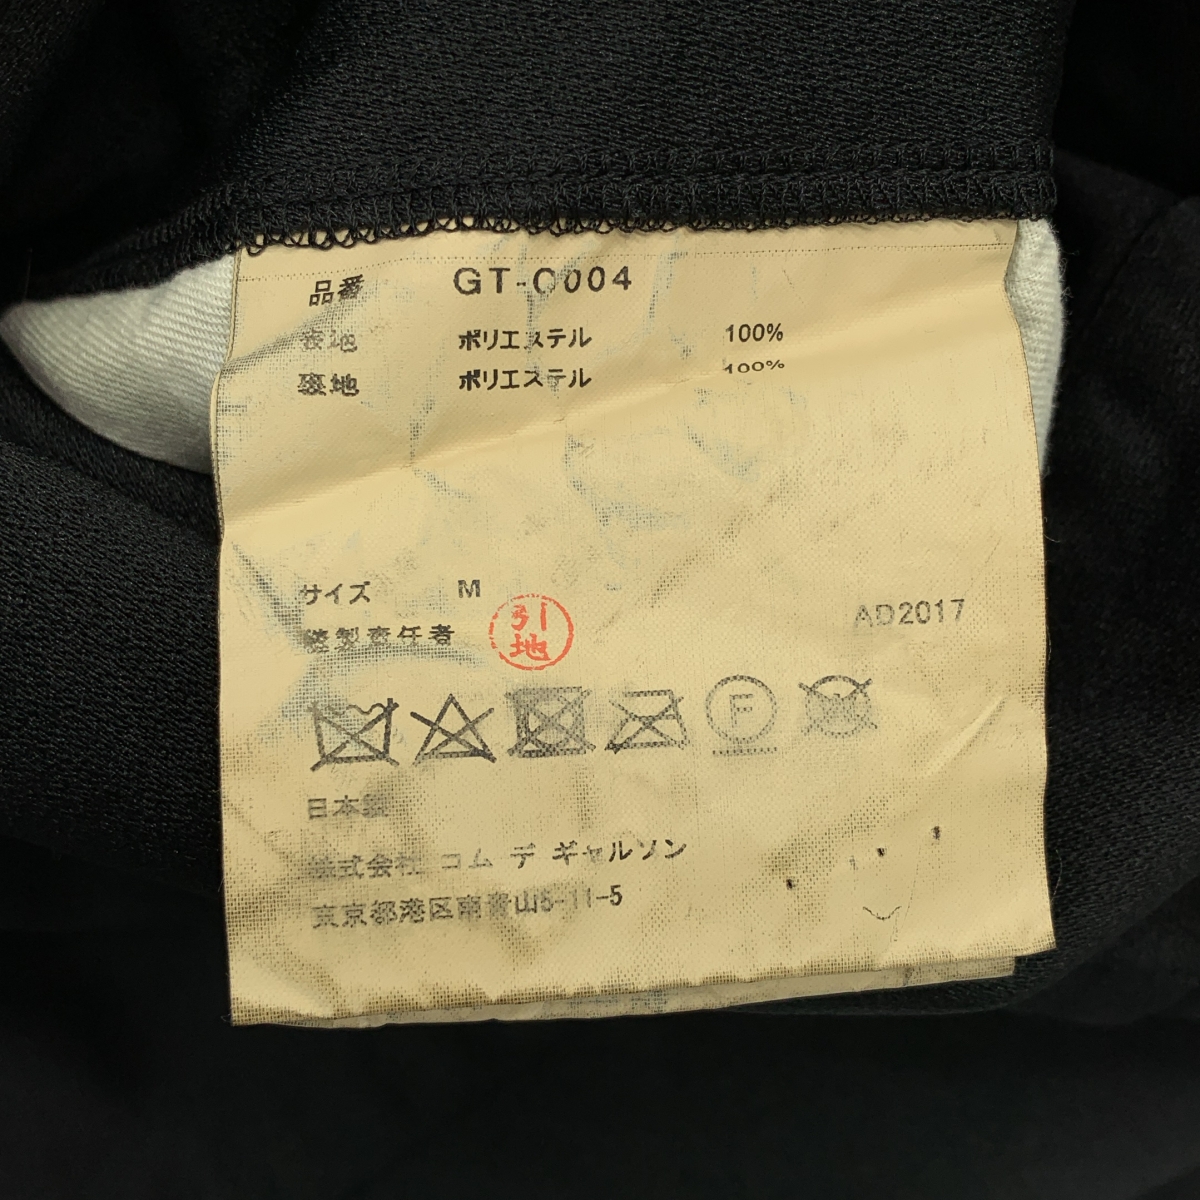 品番 GT-O004
表地 ポリエステル 100%
裏地 ポリエステル 100%
サイズ M
縫製責任者 引地
AD2017
F
日本製
株式会社 コム デ ギャルソン
東京都港区南青山5-11-5